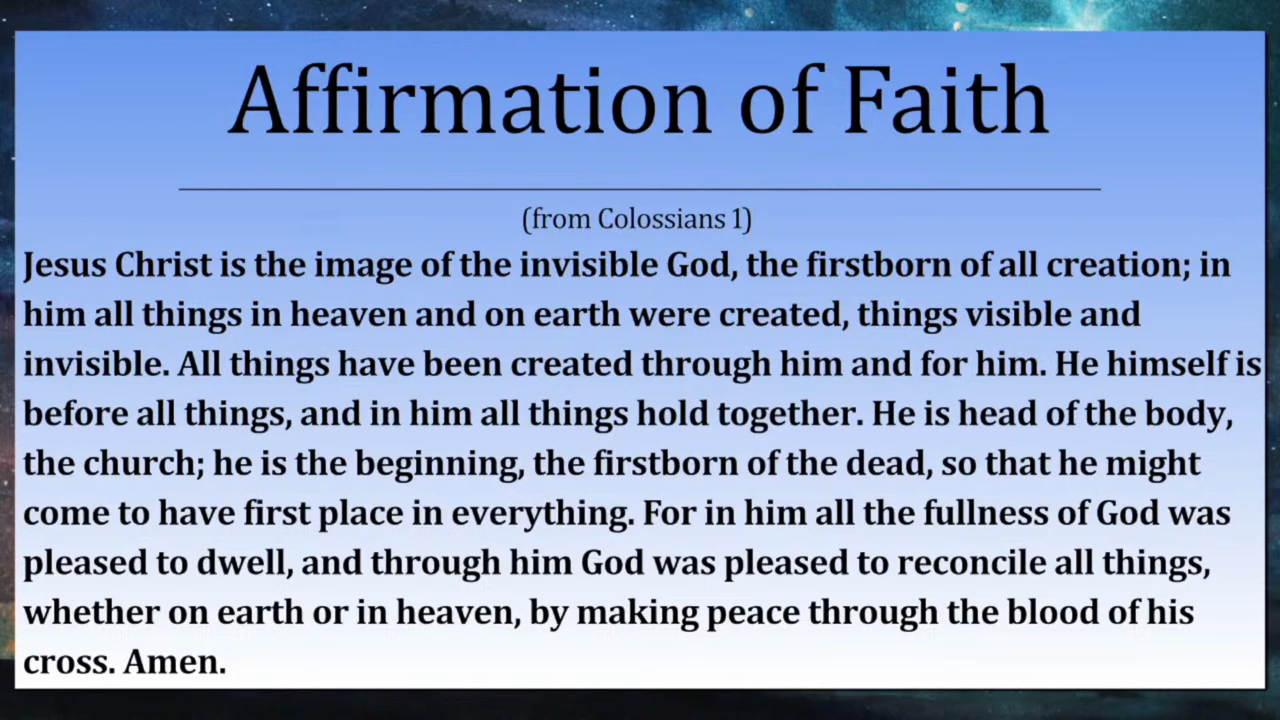 Affirmation of Faith
(from Colossians 1)
Jesus Christ is the image of the invisible God, the firstborn of all creation; in
him all things in heaven and on earth were created, things visible and
invisible. All things have been created through him and for him. He himself is
before all things, and in him all things hold together. He is head of the body,
the church; he is the beginning, the firstborn of the dead, so that he might
come to have first place in everything. For in him all the fullness of God was
pleased to dwell, and through him God was pleased to reconcile all things,
whether on earth or in heaven, by making peace through the blood of his
cross. Amen.